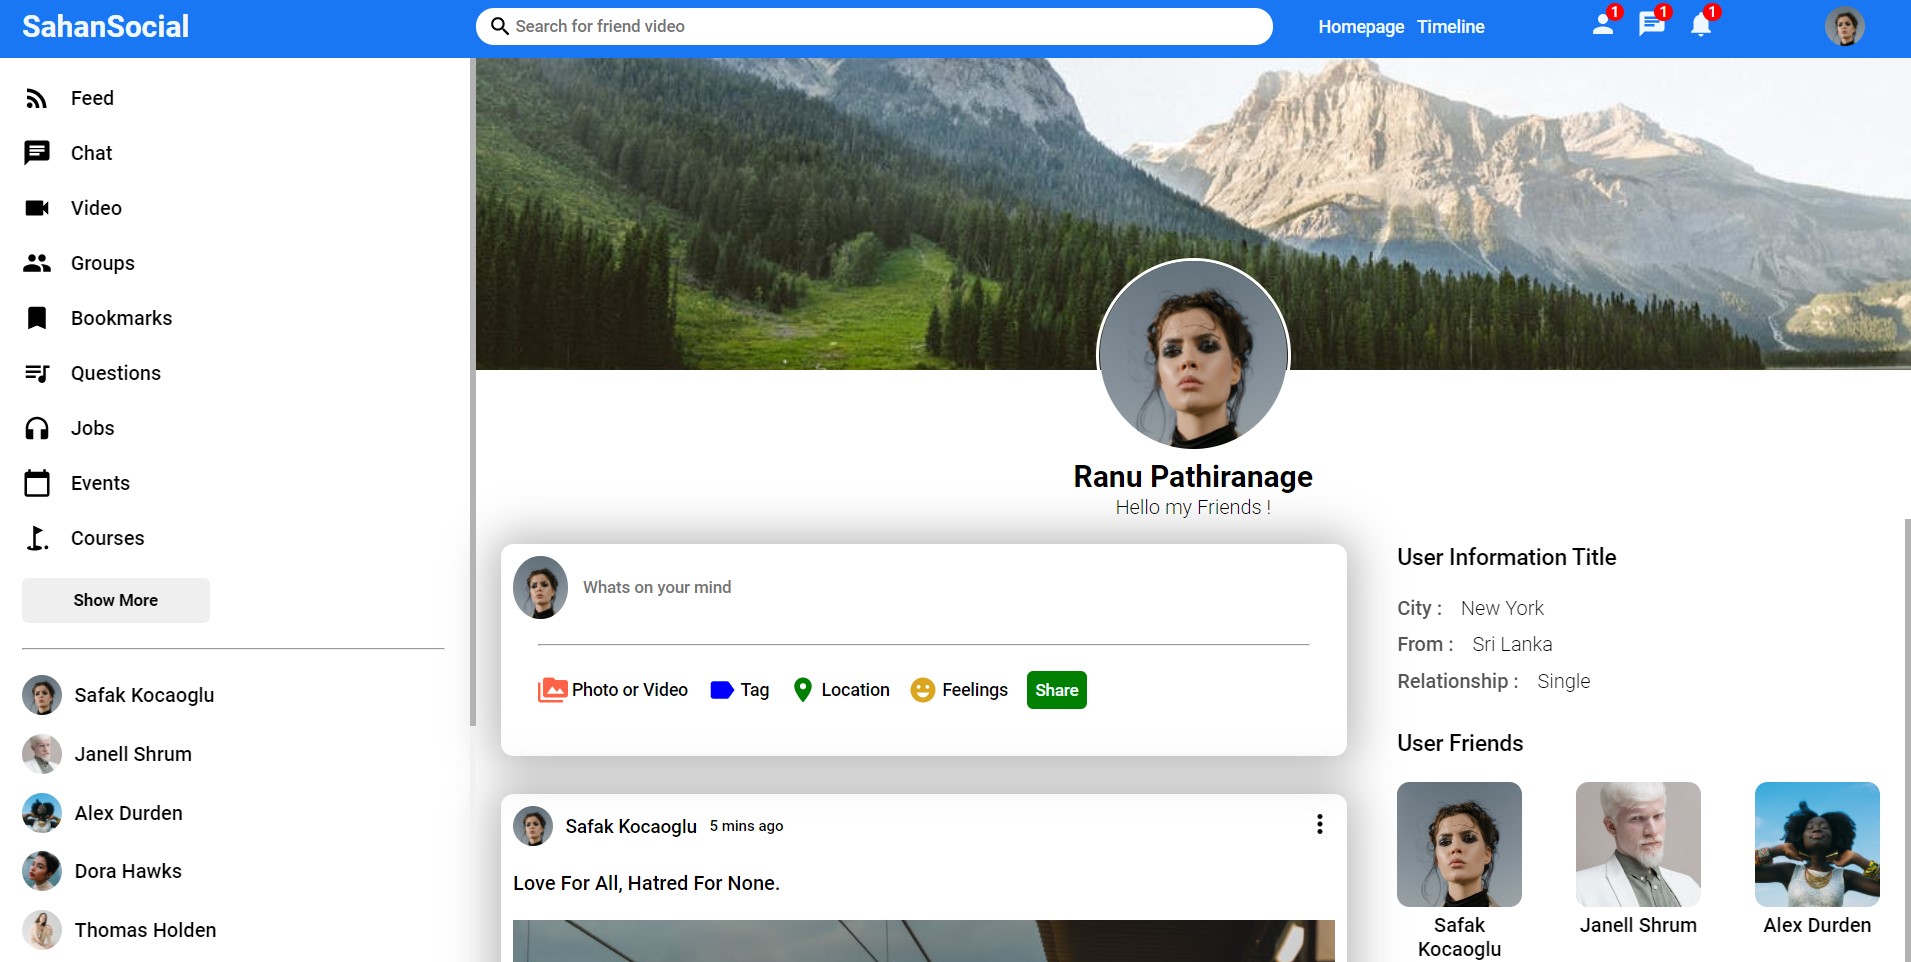 SahanSocial
Search for friend video
Homepage Timeline
1
1
1
Feed
Chat
Video
Groups
Bookmarks
Questions
Jobs
Events
Courses
Show More
Safak Kocaoglu
Janell Shrum
Alex Durden
Dora Hawks
Thomas Holden
Ranu Pathiranage
Hello my Friends !
Whats on your mind
Photo or Video Tag Location Feelings Share
Safak Kocaoglu 5 mins ago
Love For All, Hatred For None.
User Information Title
City : New York
From : Sri Lanka
Relationship : Single
User Friends
Safak
Kocaoglu
Janell Shrum
Alex Durden